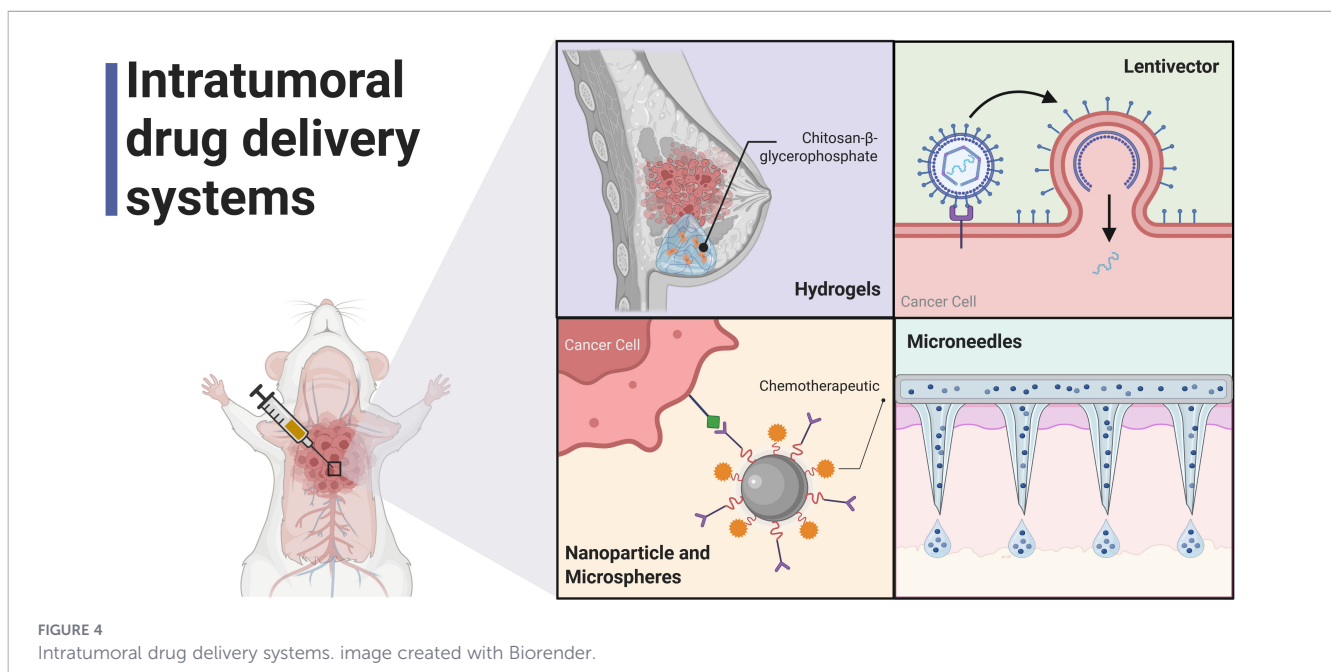 Intratumoral
drug delivery
systems
Chitosan-β-
glycerophosphate
Hydrogels
Lentivector
Cancer Cell
Cancer Cell
Chemotherapeutic
Nanoparticle and
Microspheres
Microneedles
FIGURE 4
Intratumoral drug delivery systems. image created with Biorender.